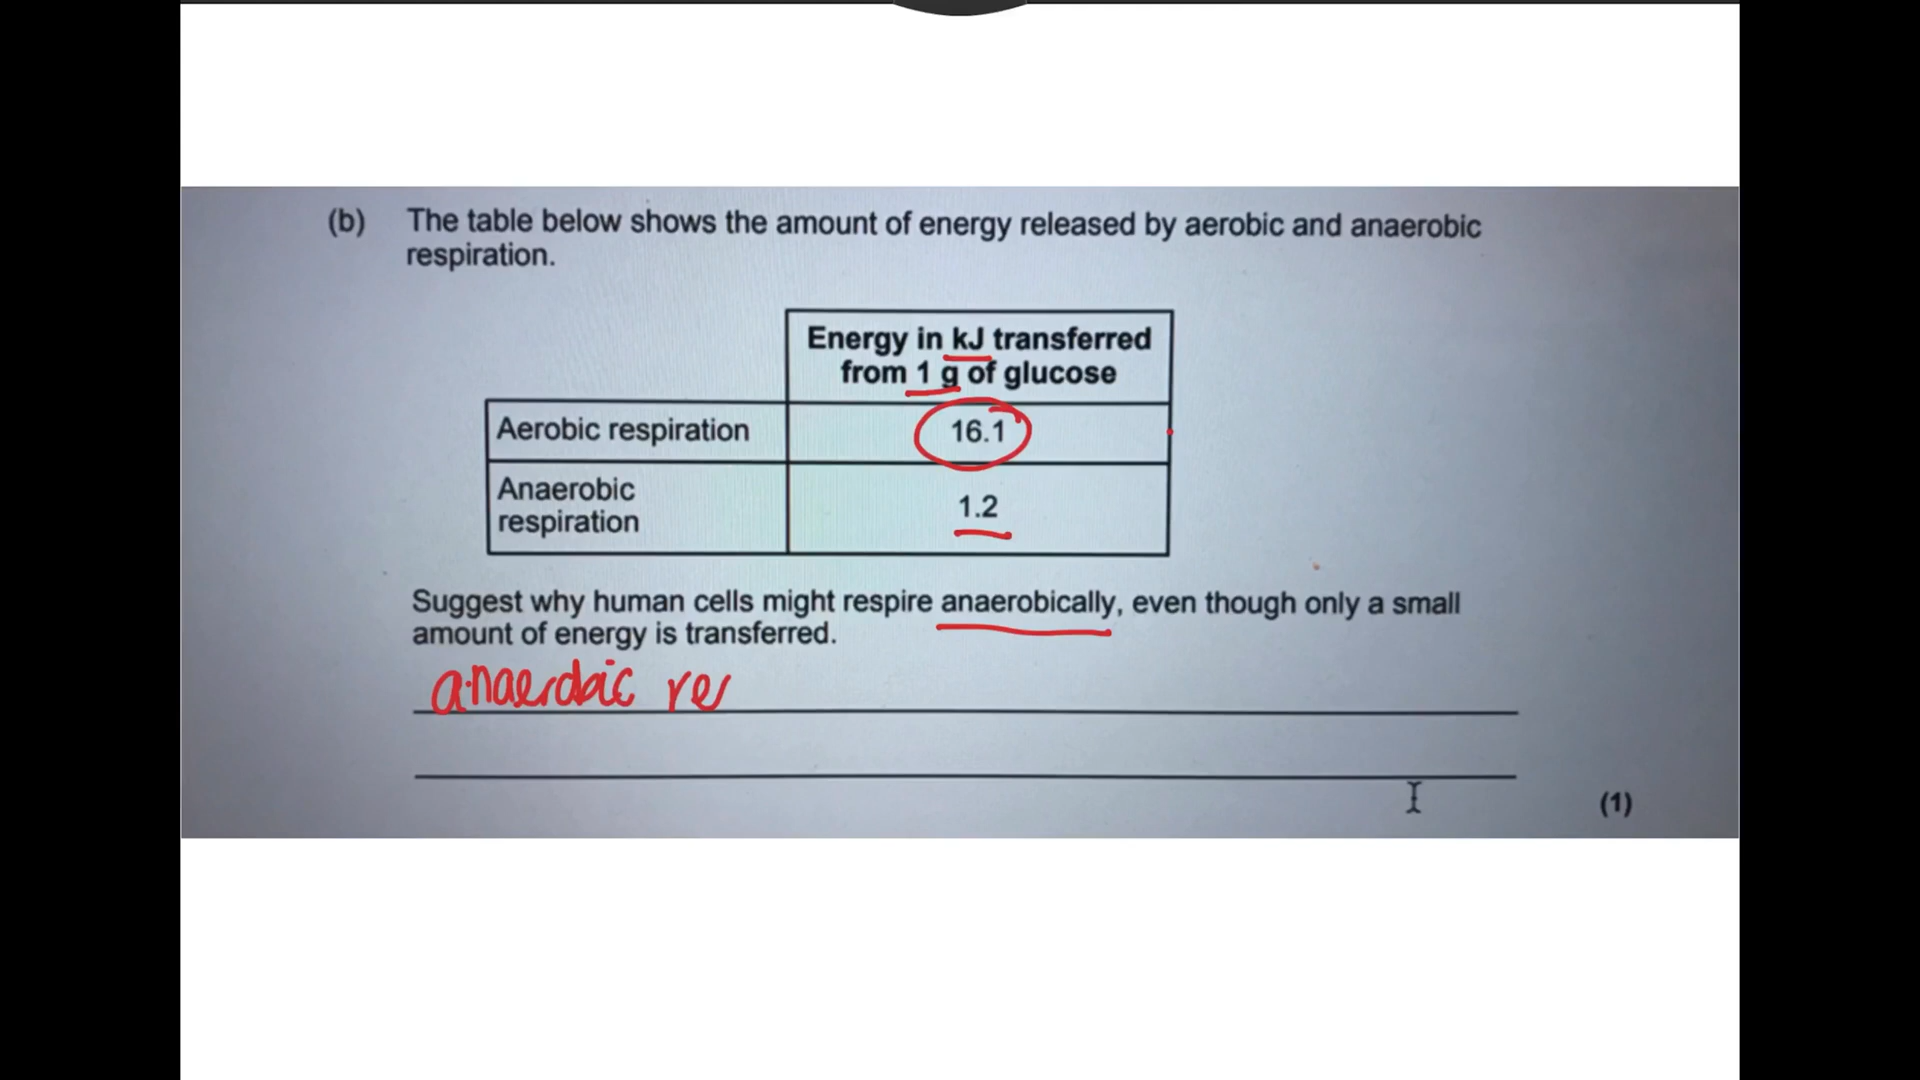 (b) The table below shows the amount of energy released by aerobic and anaerobic
respiration.
Energy in kJ transferred
from 1 g of glucose
Aerobic respiration 16.1
Anaerobic
respiration
1.2
Suggest why human cells might respire anaerobically, even though only a small
amount of energy is transferred.
anaerobic res
(1)